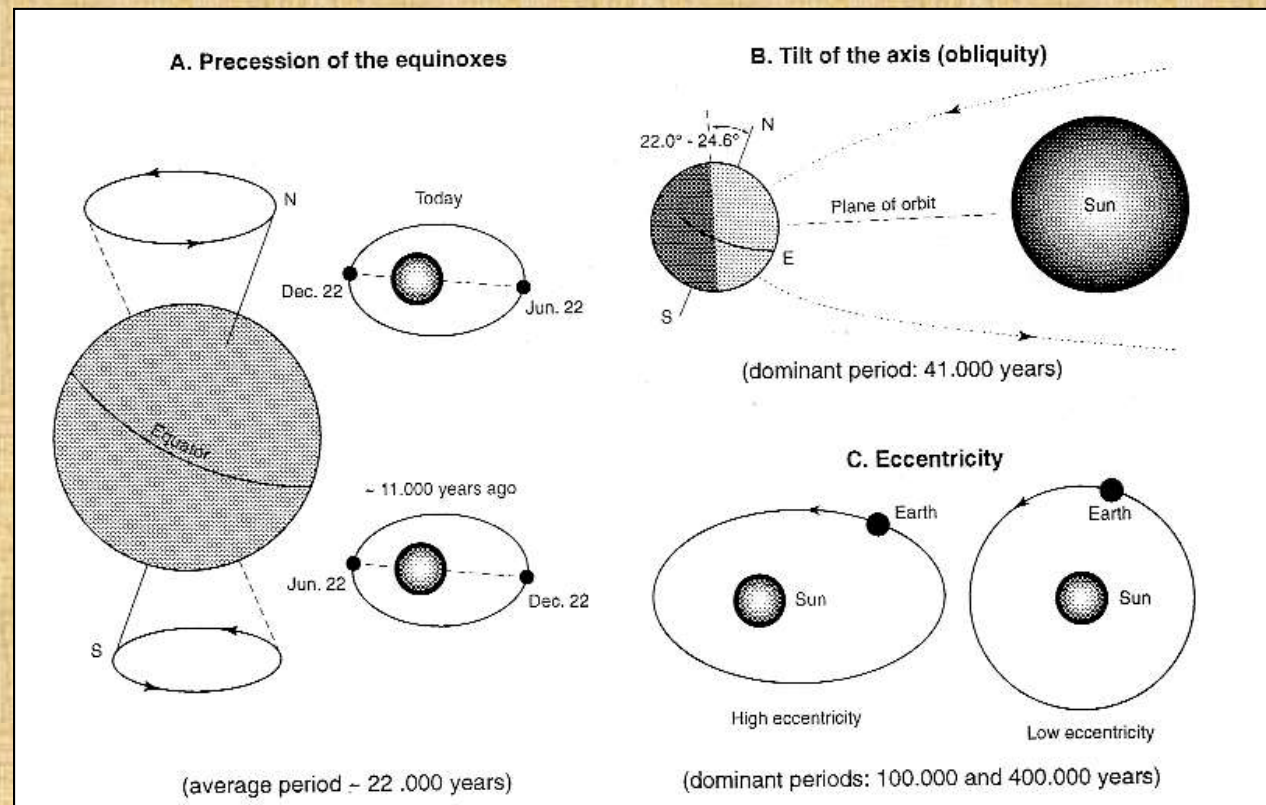 A. Precession of the equinoxes
N
Today
Dec. 22
Jun. 22
Equator
~ 11.000 years ago
Jun. 22
Dec. 22
S
(average period ~ 22 .000 years)
B. Tilt of the axis (obliquity)
N
22.0° - 24.6°
Plane of orbit
Sun
E
S
(dominant period: 41.000 years)
C. Eccentricity
Earth
Earth
Sun
Sun
High eccentricity
Low eccentricity
(dominant periods: 100.000 and 400.000 years)